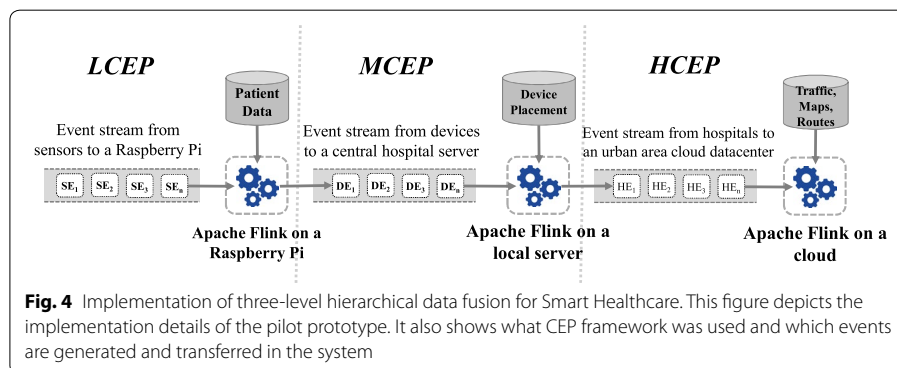 LCEP
MCEP
HCEP
Patient
Data
Device
Placement
Traffic,
Maps,
Routes
Event stream from
sensors to a Raspberry Pi
Event stream from devices
to a central hospital server
Event stream from hospitals to
an urban area cloud datacenter
SE1 SE2 SE3 SEn
DE1 DE2 DE3 DEn
HE1 HE2 HE3 HEn
Apache Flink on a
Raspberry Pi
Apache Flink on a
local server
Apache Flink on a
cloud
Fig. 4 Implementation of three-level hierarchical data fusion for Smart Healthcare. This figure depicts the
implementation details of the pilot prototype. It also shows what CEP framework was used and which events
are generated and transferred in the system